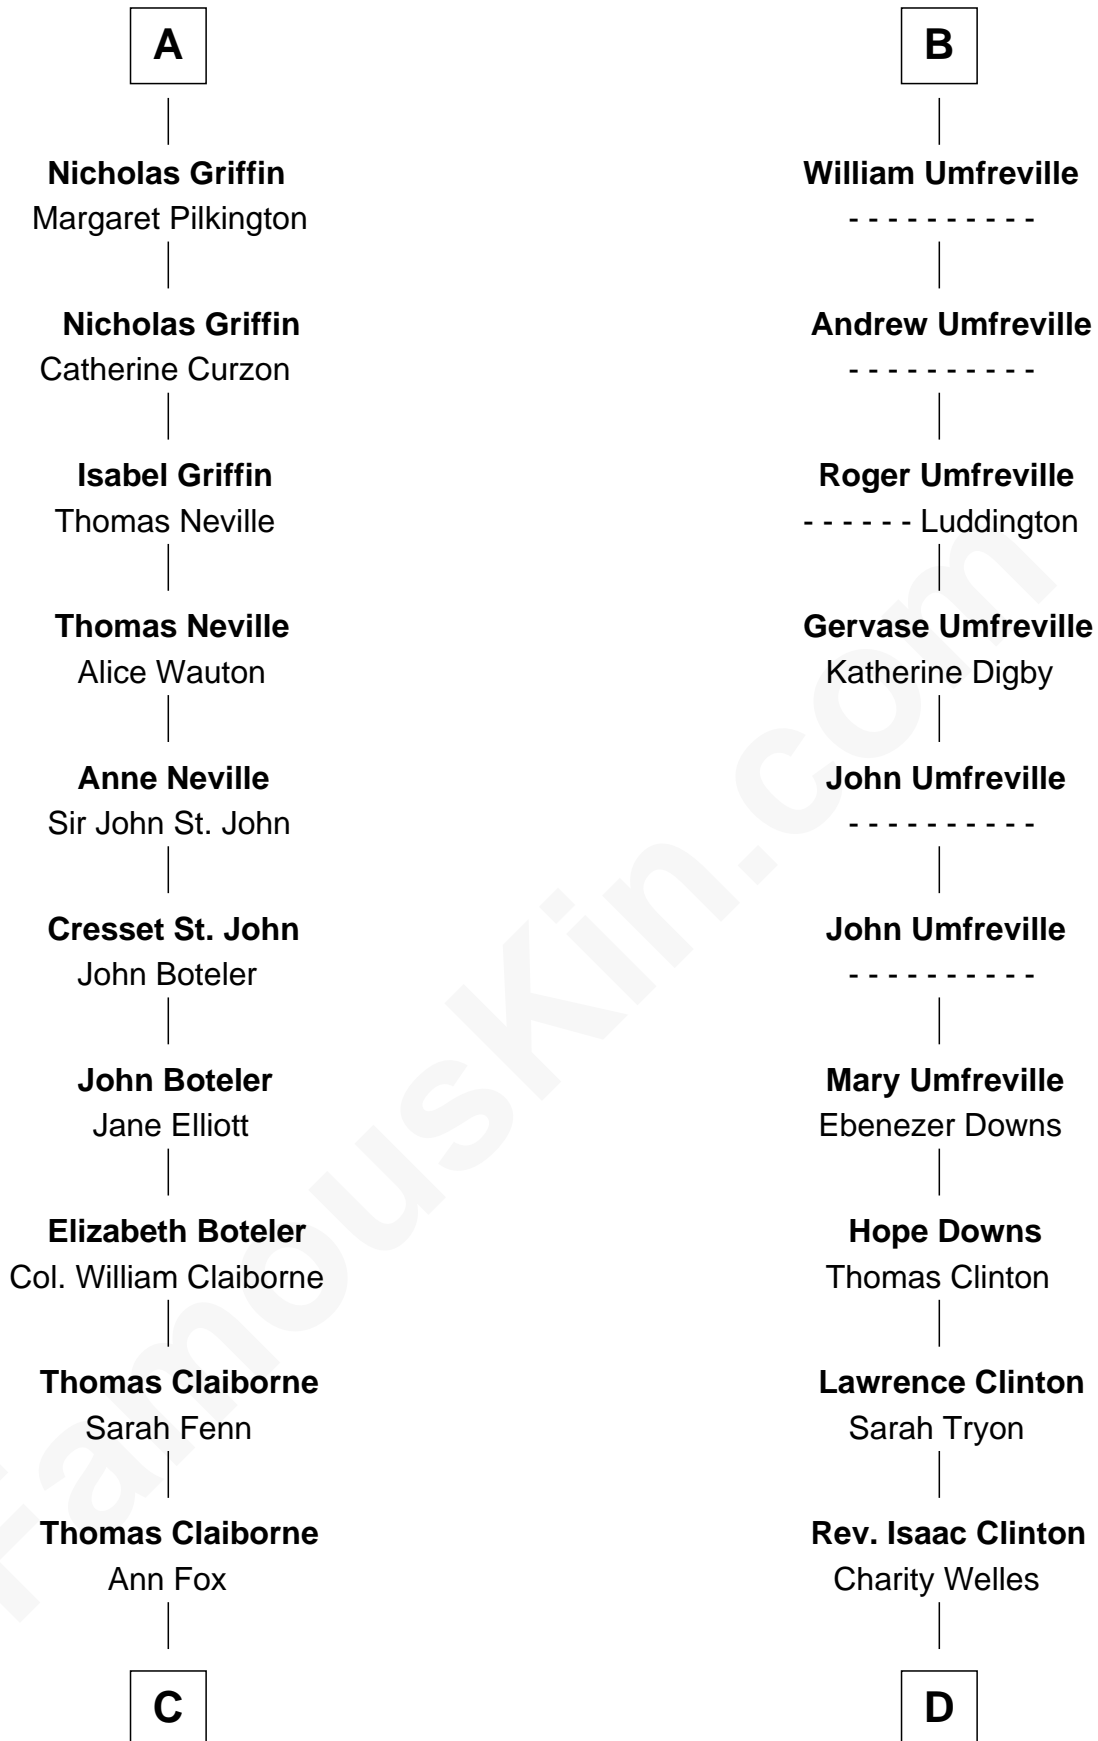 A
Nicholas Griffin
Margaret Pilkington
Nicholas Griffin
Catherine Curzon
Isabel Griffin
Thomas Neville
Thomas Neville
Alice Wauton
Anne Neville
Sir John St. John
Cresset St. John
John Boteler
John Boteler
Jane Elliott
Elizabeth Boteler
Col. William Claiborne
Thomas Claiborne
Sarah Fenn
Thomas Claiborne
Ann Fox
C
B
William Umfreville
- - - - - - - - - -
Andrew Umfreville
- - - - - - - - - -
Roger Umfreville
- - - - - - Luddington
Gervase Umfreville
Katherine Digby
John Umfreville
- - - - - - - - - -
John Umfreville
- - - - - - - - - -
Mary Umfreville
Ebenezer Downs
Hope Downs
Thomas Clinton
Lawrence Clinton
Sarah Tryon
Rev. Isaac Clinton
Charity Welles
D
FamousKin.com